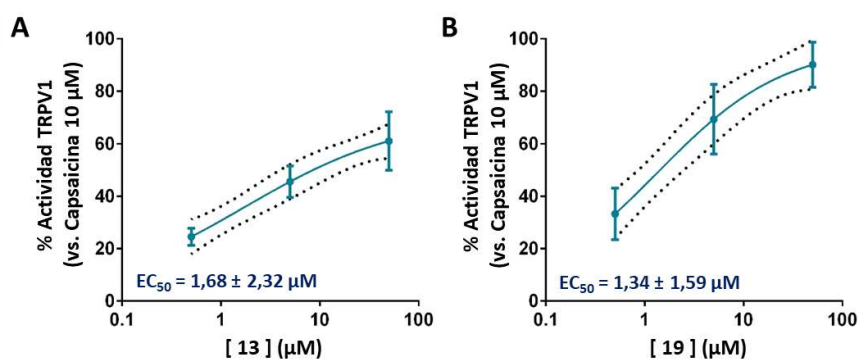 A
% Actividad TRPV1
(vs. Capsaicina 10 µM)
100
80
60
40
20
0
EC50 = 1,68 ± 2,32 µM
0.1
1
10
100
[ 13 ] (µM)
B
% Actividad TRPV1
(vs. Capsaicina 10 µM)
100
80
60
40
20
0
EC50 = 1,34 ± 1,59 µM
0.1
1
10
100
[ 19 ] (µM)